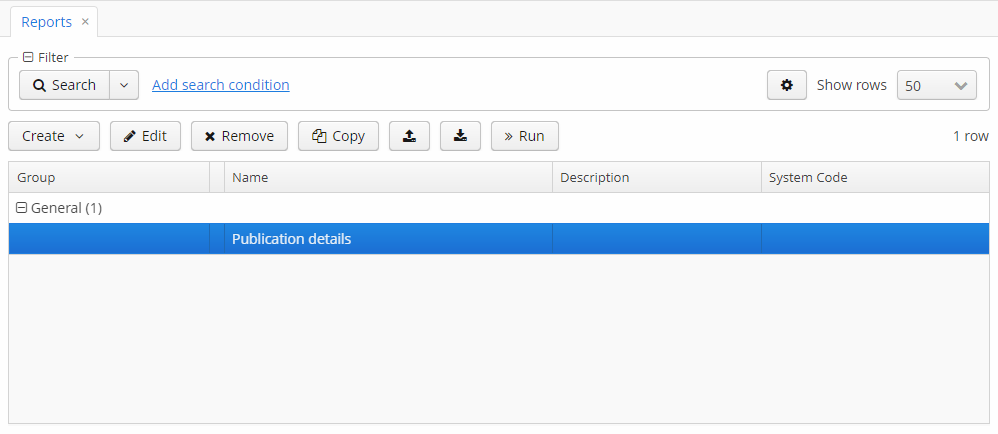 Reports ×
Filter
Search Add search condition Show rows 50
Create Edit Remove Copy Run 1 row
Group Name Description System Code
General (1)
Publication details